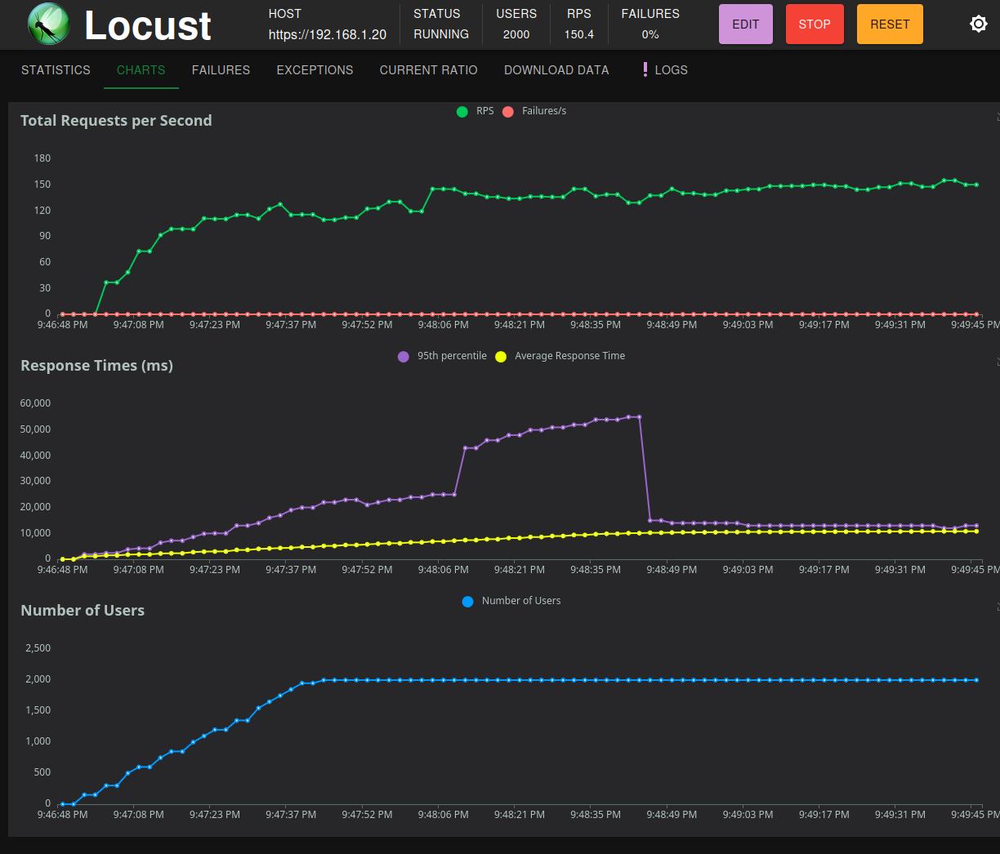 Locust
HOST
https://192.168.1.20
STATUS
RUNNING
USERS
2000
RPS
150.4
FAILURES
0%
EDIT
STOP
RESET
STATISTICS
CHARTS
FAILURES
EXCEPTIONS
CURRENT RATIO
DOWNLOAD DATA
LOGS
Total Requests per Second
RPS Failures/s
180
150
120
90
60
30
0
9:46:48 PM 9:47:08 PM 9:47:23 PM 9:47:37 PM 9:47:52 PM 9:48:06 PM 9:48:21 PM 9:48:35 PM 9:48:49 PM 9:49:03 PM 9:49:17 PM 9:49:31 PM 9:49:45 PM
Response Times (ms)
95th percentile Average Response Time
60,000
50,000
40,000
30,000
20,000
10,000
0
9:46:48 PM 9:47:08 PM 9:47:23 PM 9:47:37 PM 9:47:52 PM 9:48:06 PM 9:48:21 PM 9:48:35 PM 9:48:49 PM 9:49:03 PM 9:49:17 PM 9:49:31 PM 9:49:45 PM
Number of Users
Number of Users
2,500
2,000
1,500
1,000
500
0
9:46:48 PM 9:47:08 PM 9:47:23 PM 9:47:37 PM 9:47:52 PM 9:48:06 PM 9:48:21 PM 9:48:35 PM 9:48:49 PM 9:49:03 PM 9:49:17 PM 9:49:31 PM 9:49:45 PM